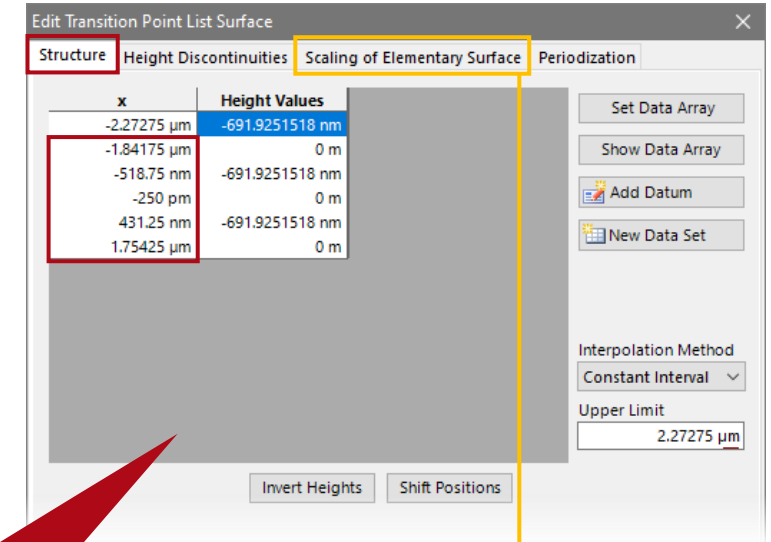 Edit Transition Point List Surface
Structure Height Discontinuities Scaling of Elementary Surface Periodization
x Height Values
-2.27275 µm -691.9251518 nm
-1.84175 µm 0 m
-518.75 nm -691.9251518 nm
-250 pm 0 m
431.25 nm -691.9251518 nm
1.75425 µm 0 m
Set Data Array
Show Data Array
Add Datum
New Data Set
Interpolation Method
Constant Interval
Upper Limit
2.27275 µm
Invert Heights Shift Positions